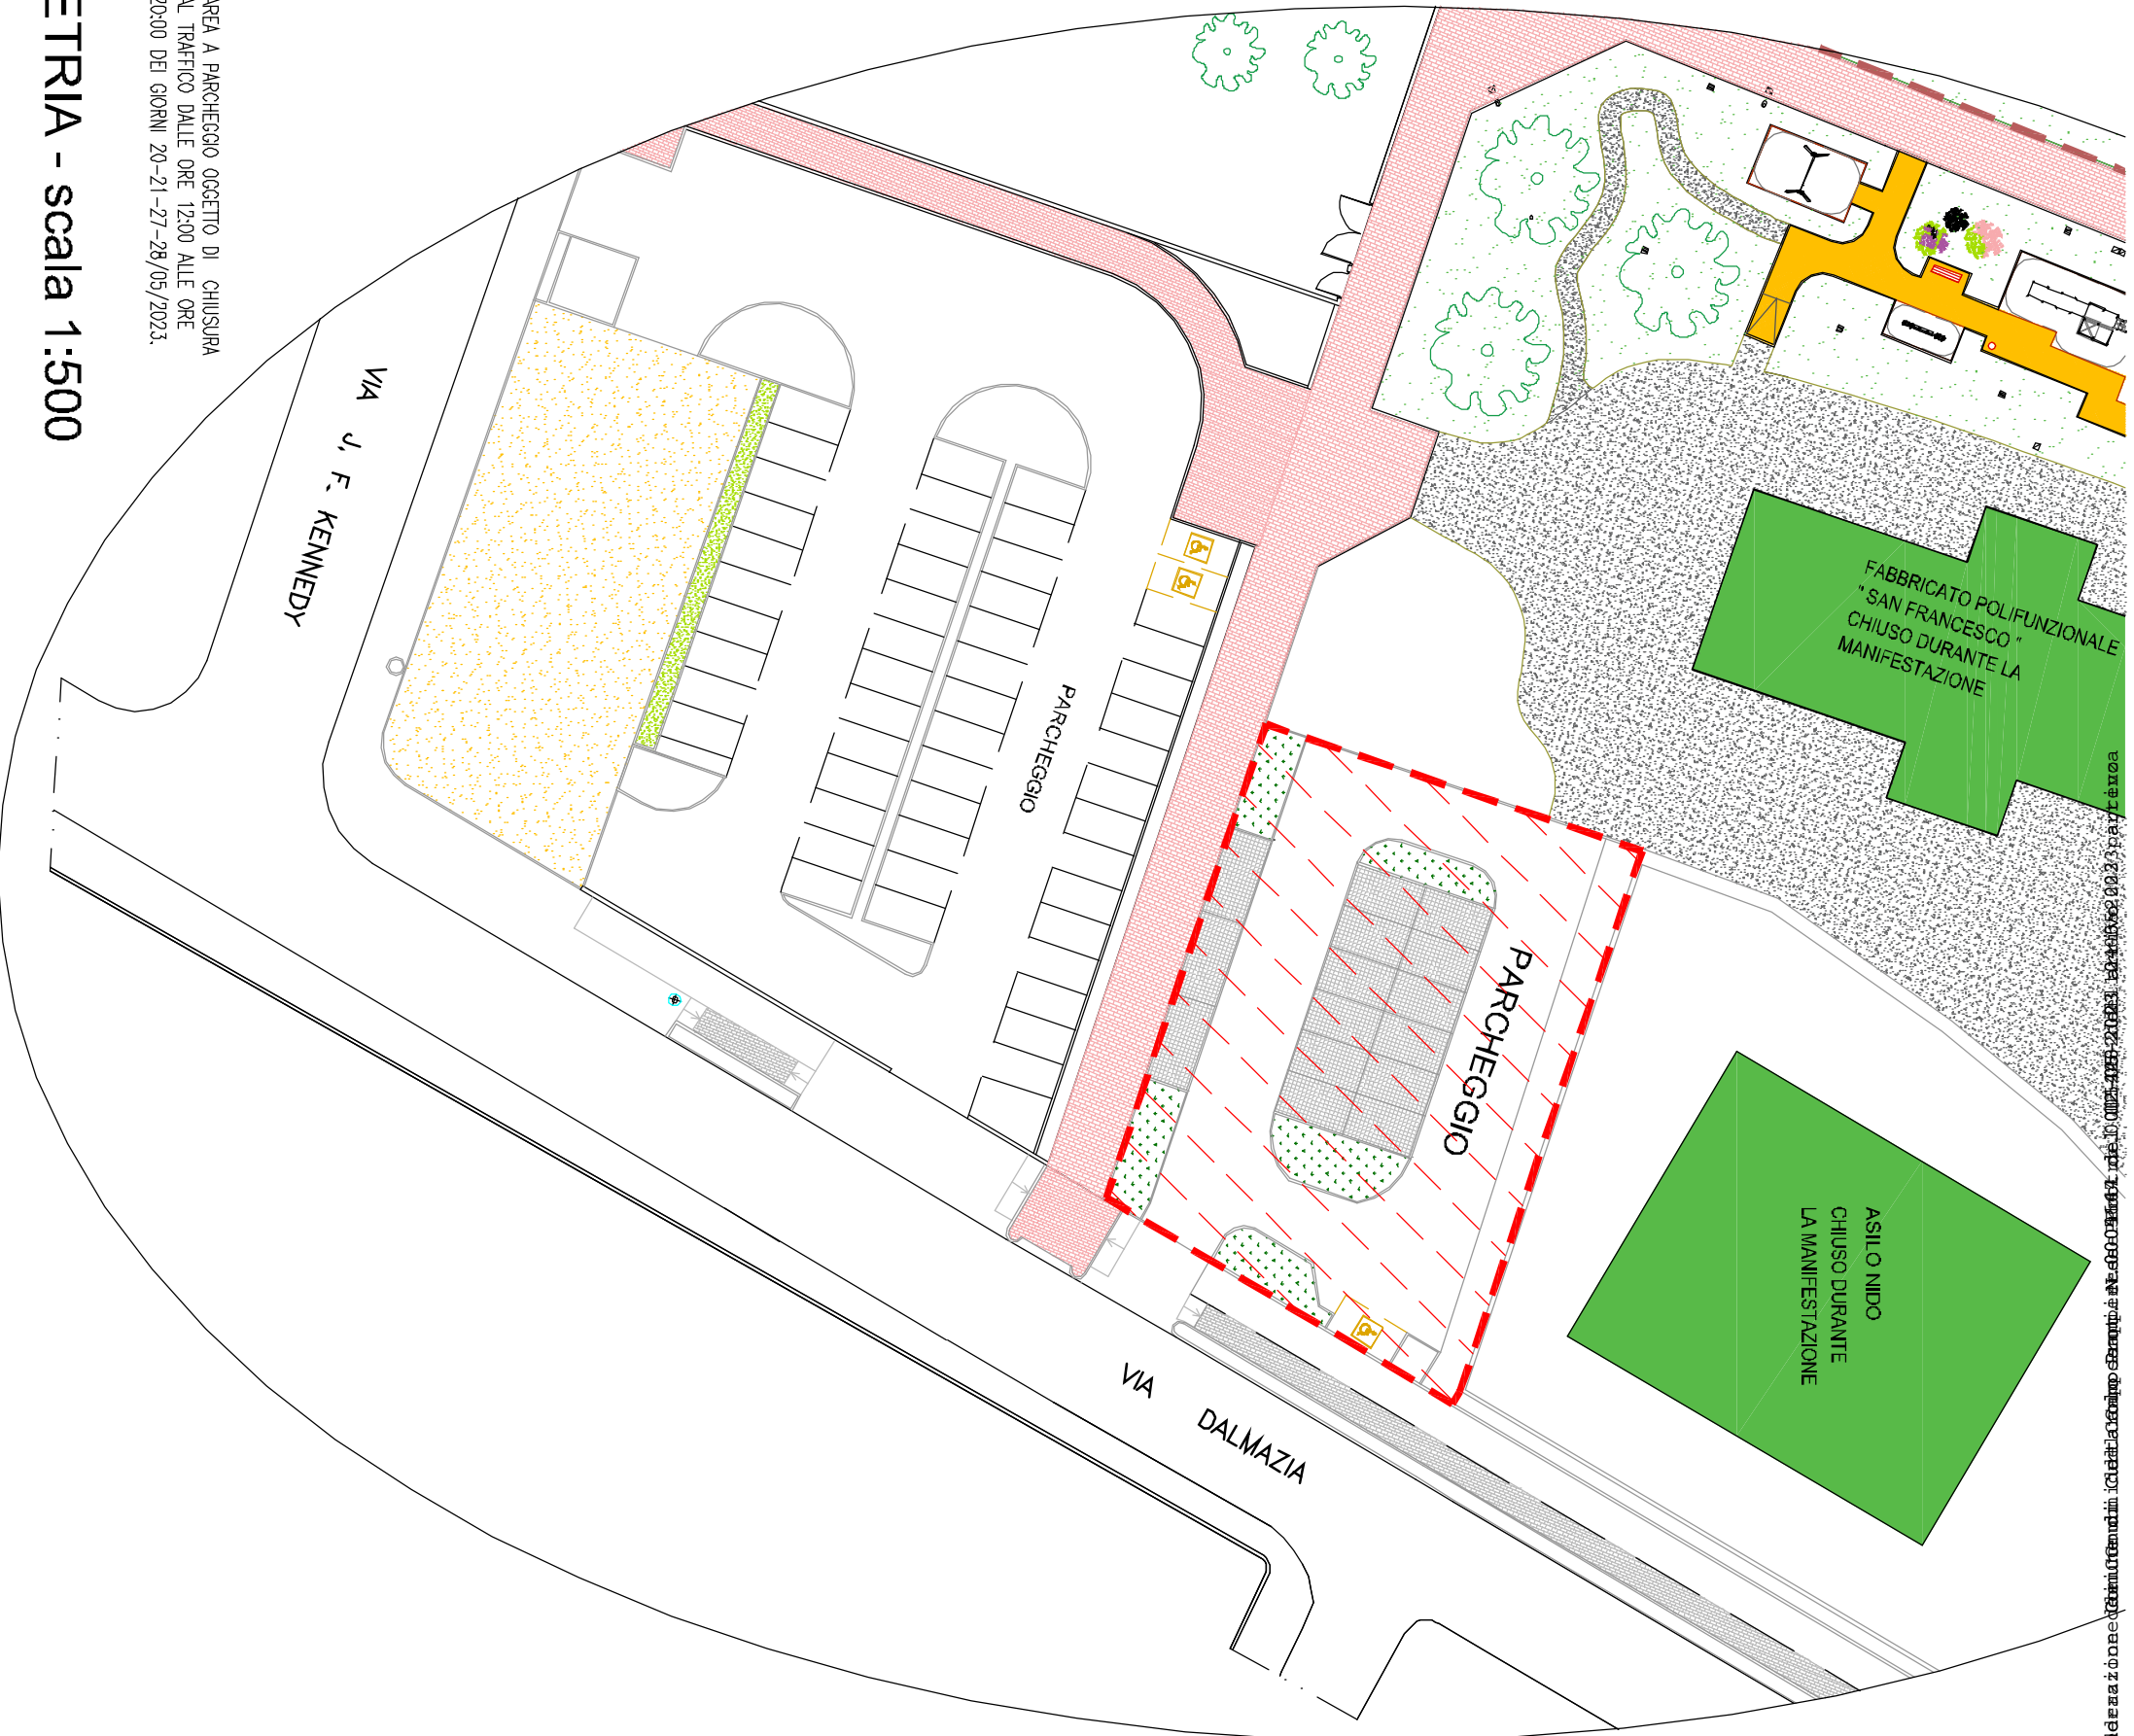 ETRIA - scala 1:500
AREA A PARCHEGGIO OGGETTO DI CHIUSURA
AL TRAFFICO DALLE ORE 12:00 ALLE ORE
20:00 DEI GIORNI 20-21-27-28/05/2023.
VIA J. F. KENNEDY
PARCHEGGIO
FABBRICATO POLIFUNZIONALE
" SAN FRANCESCO "
CHIUSO DURANTE LA
MANIFESTAZIONE
PARCHEGGIO
ASILO NIDO
CHIUSO DURANTE
LA MANIFESTAZIONE
VIA DALMAZIA